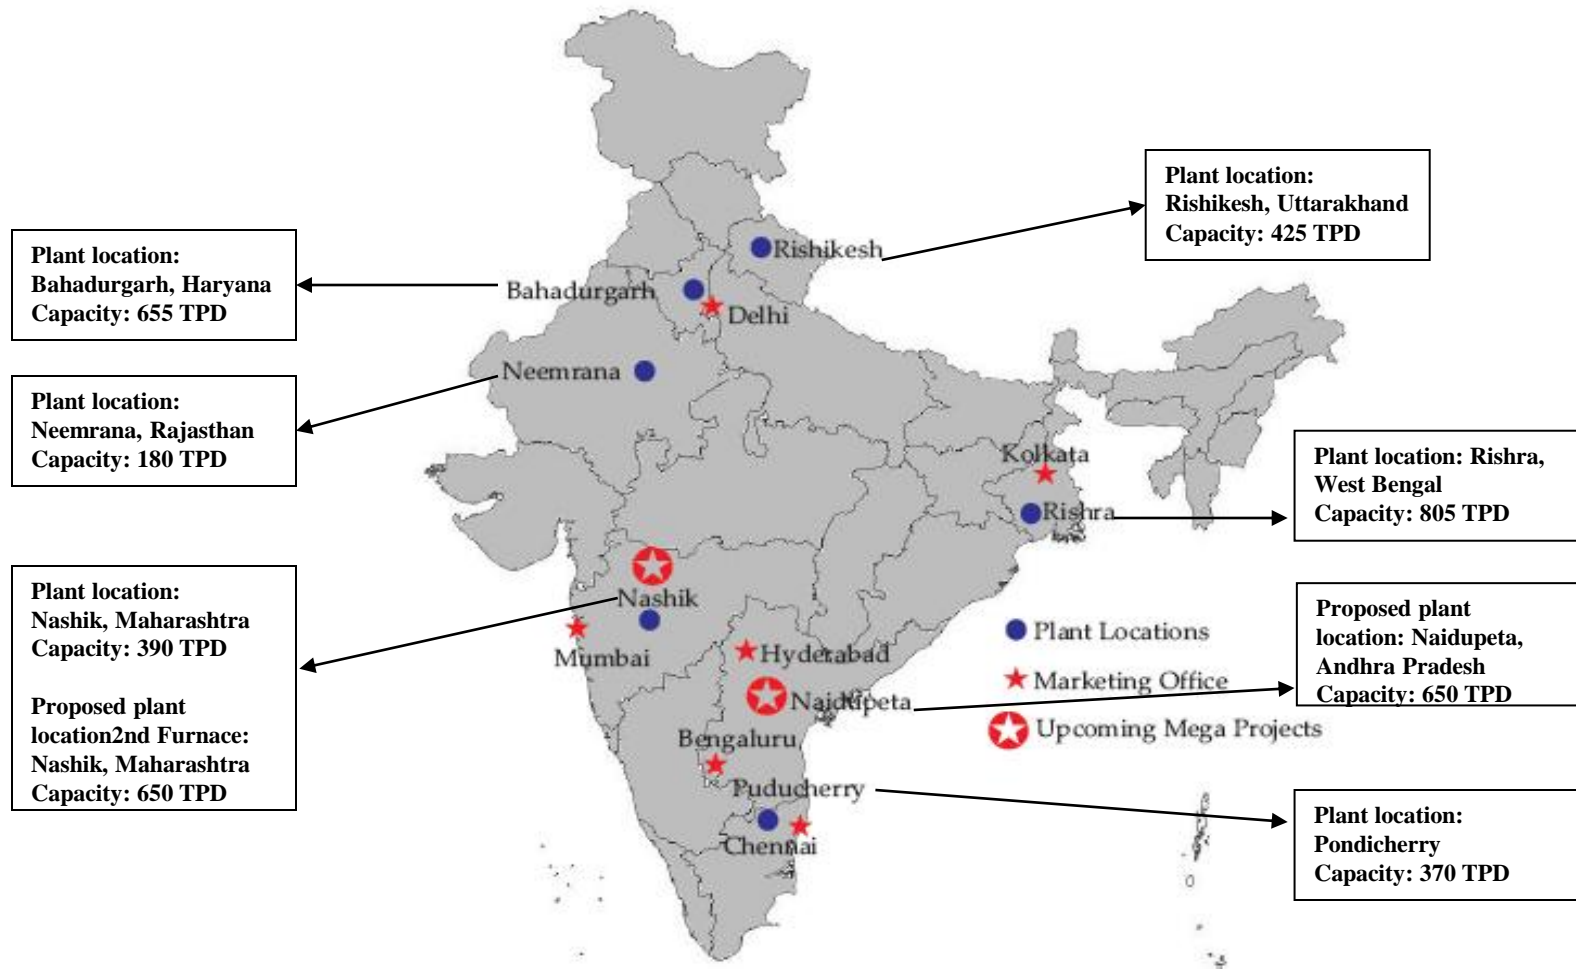 Plant location:
Rishikesh, Uttarakhand
Capacity: 425 TPD
Plant location:
Bahadurgarh, Haryana
Capacity: 655 TPD
Rishikesh
Bahadurgarh
Delhi
Neemrana
Plant location:
Neemrana, Rajasthan
Capacity: 180 TPD
Kolkata
Rishra
Plant location: Rishra,
West Bengal
Capacity: 805 TPD
Plant location:
Nashik, Maharashtra
Capacity: 390 TPD
Proposed plant
location2nd Furnace:
Nashik, Maharashtra
Capacity: 650 TPD
Nashik
Mumbai
Hyderabad
Naidupeta
Bengaluru
Puducherry
Chennai
Plant Locations
Marketing Office
Upcoming Mega Projects
Proposed plant
location: Naidupeta,
Andhra Pradesh
Capacity: 650 TPD
Plant location:
Pondicherry
Capacity: 370 TPD